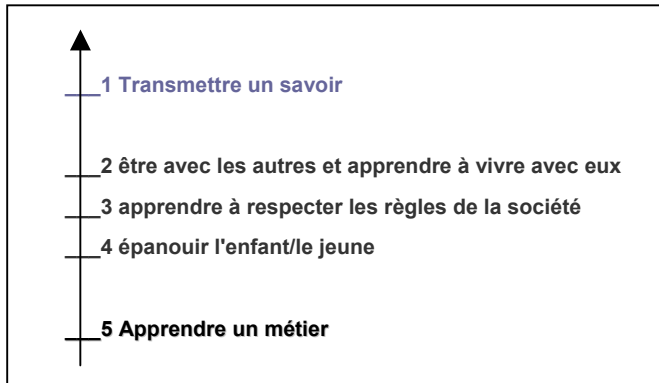 1 Transmettre un savoir
2 être avec les autres et apprendre à vivre avec eux
3 apprendre à respecter les règles de la société
4 épanouir l'enfant/le jeune
5 Apprendre un métier